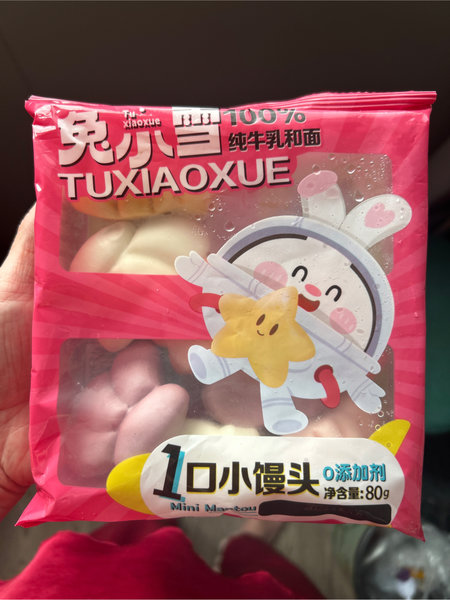 Tu
xiaoxue
兔小雪
100%
纯牛乳和面
TUXIAOXUE
1口小馒头
0添加剂
净含量:80g
Mini Mantou